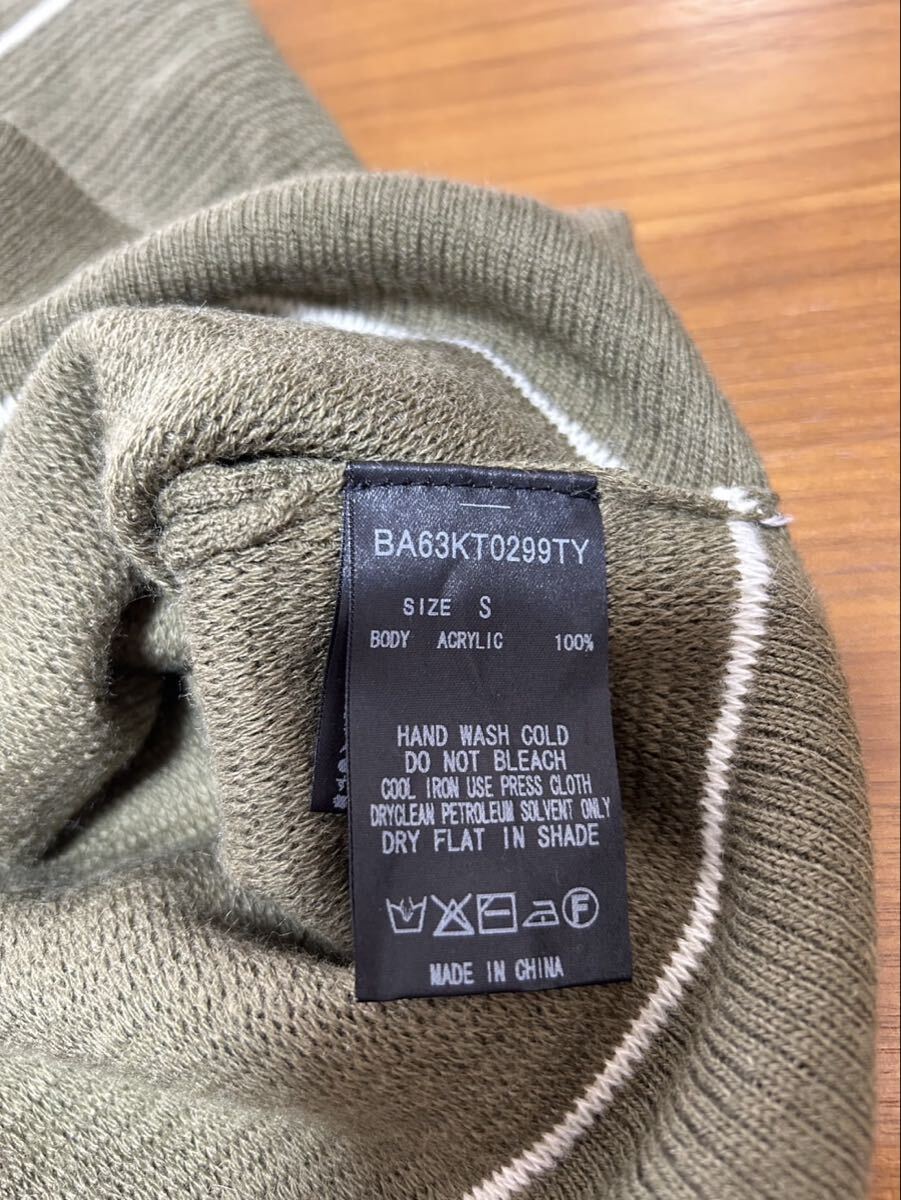 BA63KT0299TY
SIZE S
BODY ACRYLIC 100%
HAND WASH COLD
DO NOT BLEACH
COOL IRON USE PRESS CLOTH
DRYCLEAN PETROLEUM SOLVENT ONLY
DRY FLAT IN SHADE
F
MADE IN CHINA